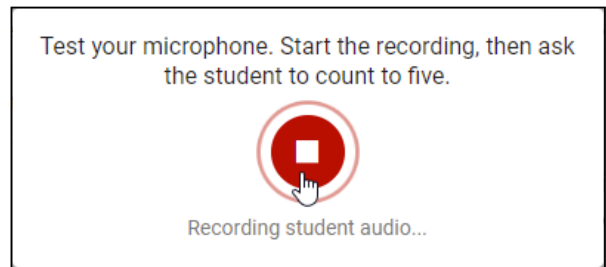 Test your microphone. Start the recording, then ask
the student to count to five.
Recording student audio...